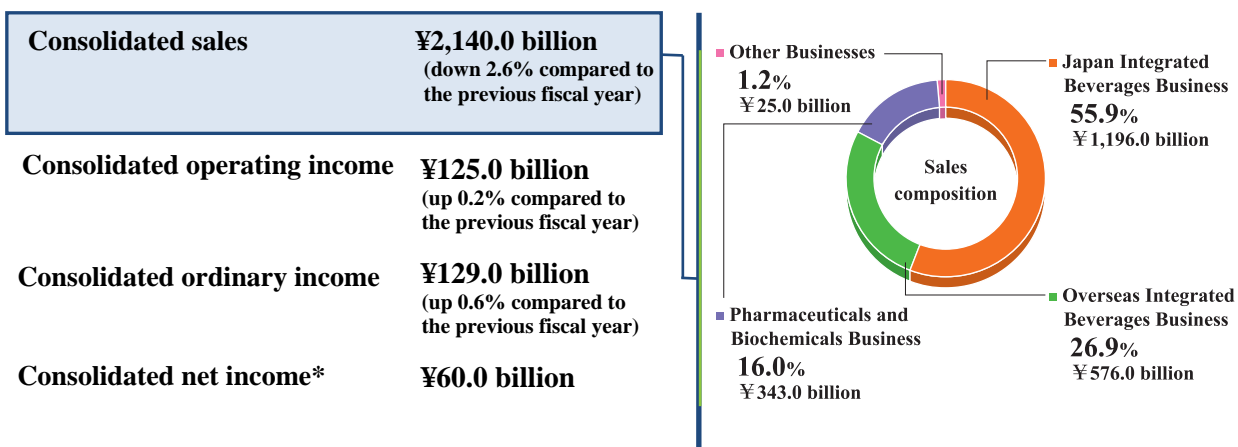 Consolidated sales
¥2,140.0 billion
(down 2.6% compared to
the previous fiscal year)
Consolidated operating income
¥125.0 billion
(up 0.2% compared to
the previous fiscal year)
Consolidated ordinary income
¥129.0 billion
(up 0.6% compared to
the previous fiscal year)
Consolidated net income*
¥60.0 billion
Other Businesses
1.2%
¥25.0 billion
Japan Integrated
Beverages Business
55.9%
¥1,196.0 billion
Sales
composition
Pharmaceuticals and
Biochemicals Business
16.0%
¥343.0 billion
Overseas Integrated
Beverages Business
26.9%
¥576.0 billion